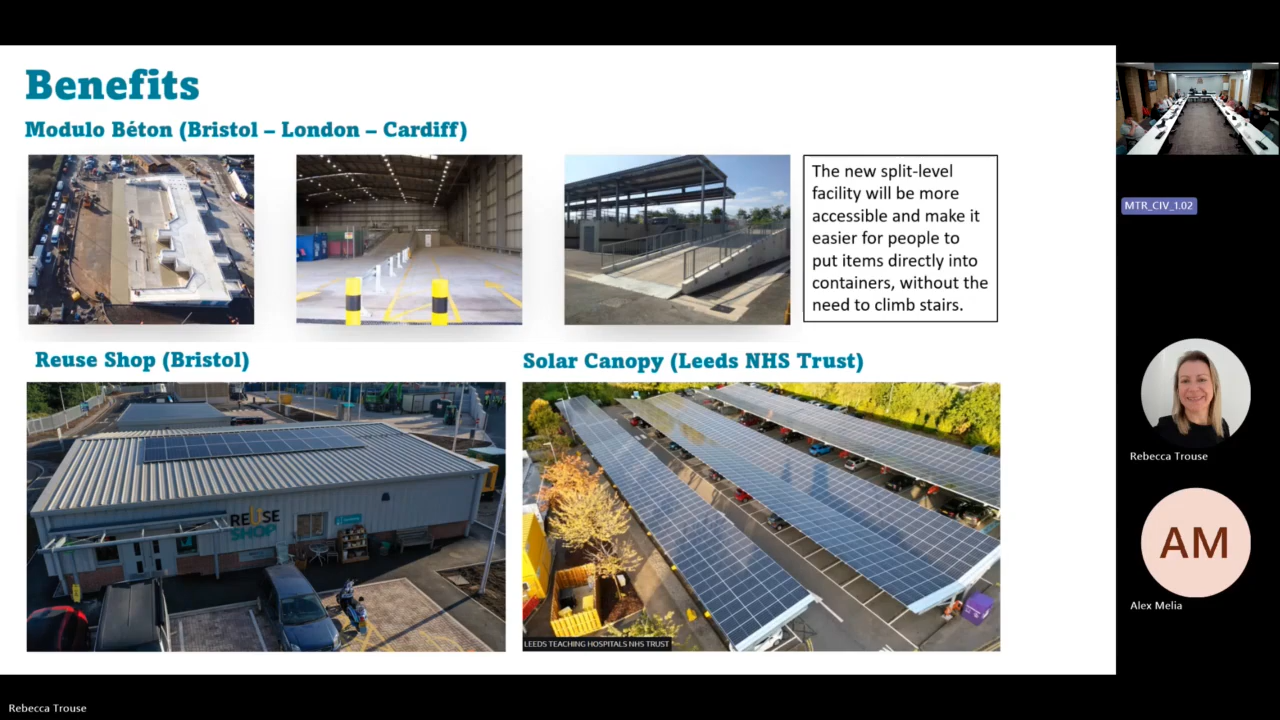 Benefits
Modulo Béton (Bristol – London – Cardiff)
The new split-level
facility will be more
accessible and make it
easier for people to
put items directly into
containers, without the
need to climb stairs.
Reuse Shop (Bristol)
Solar Canopy (Leeds NHS Trust)
REUSE
SHOP
LEEDS TEACHING HOSPITALS NHS TRUST
MTR_CIV_1.02
Rebecca Trouse
AM
Alex Melia
Rebecca Trouse